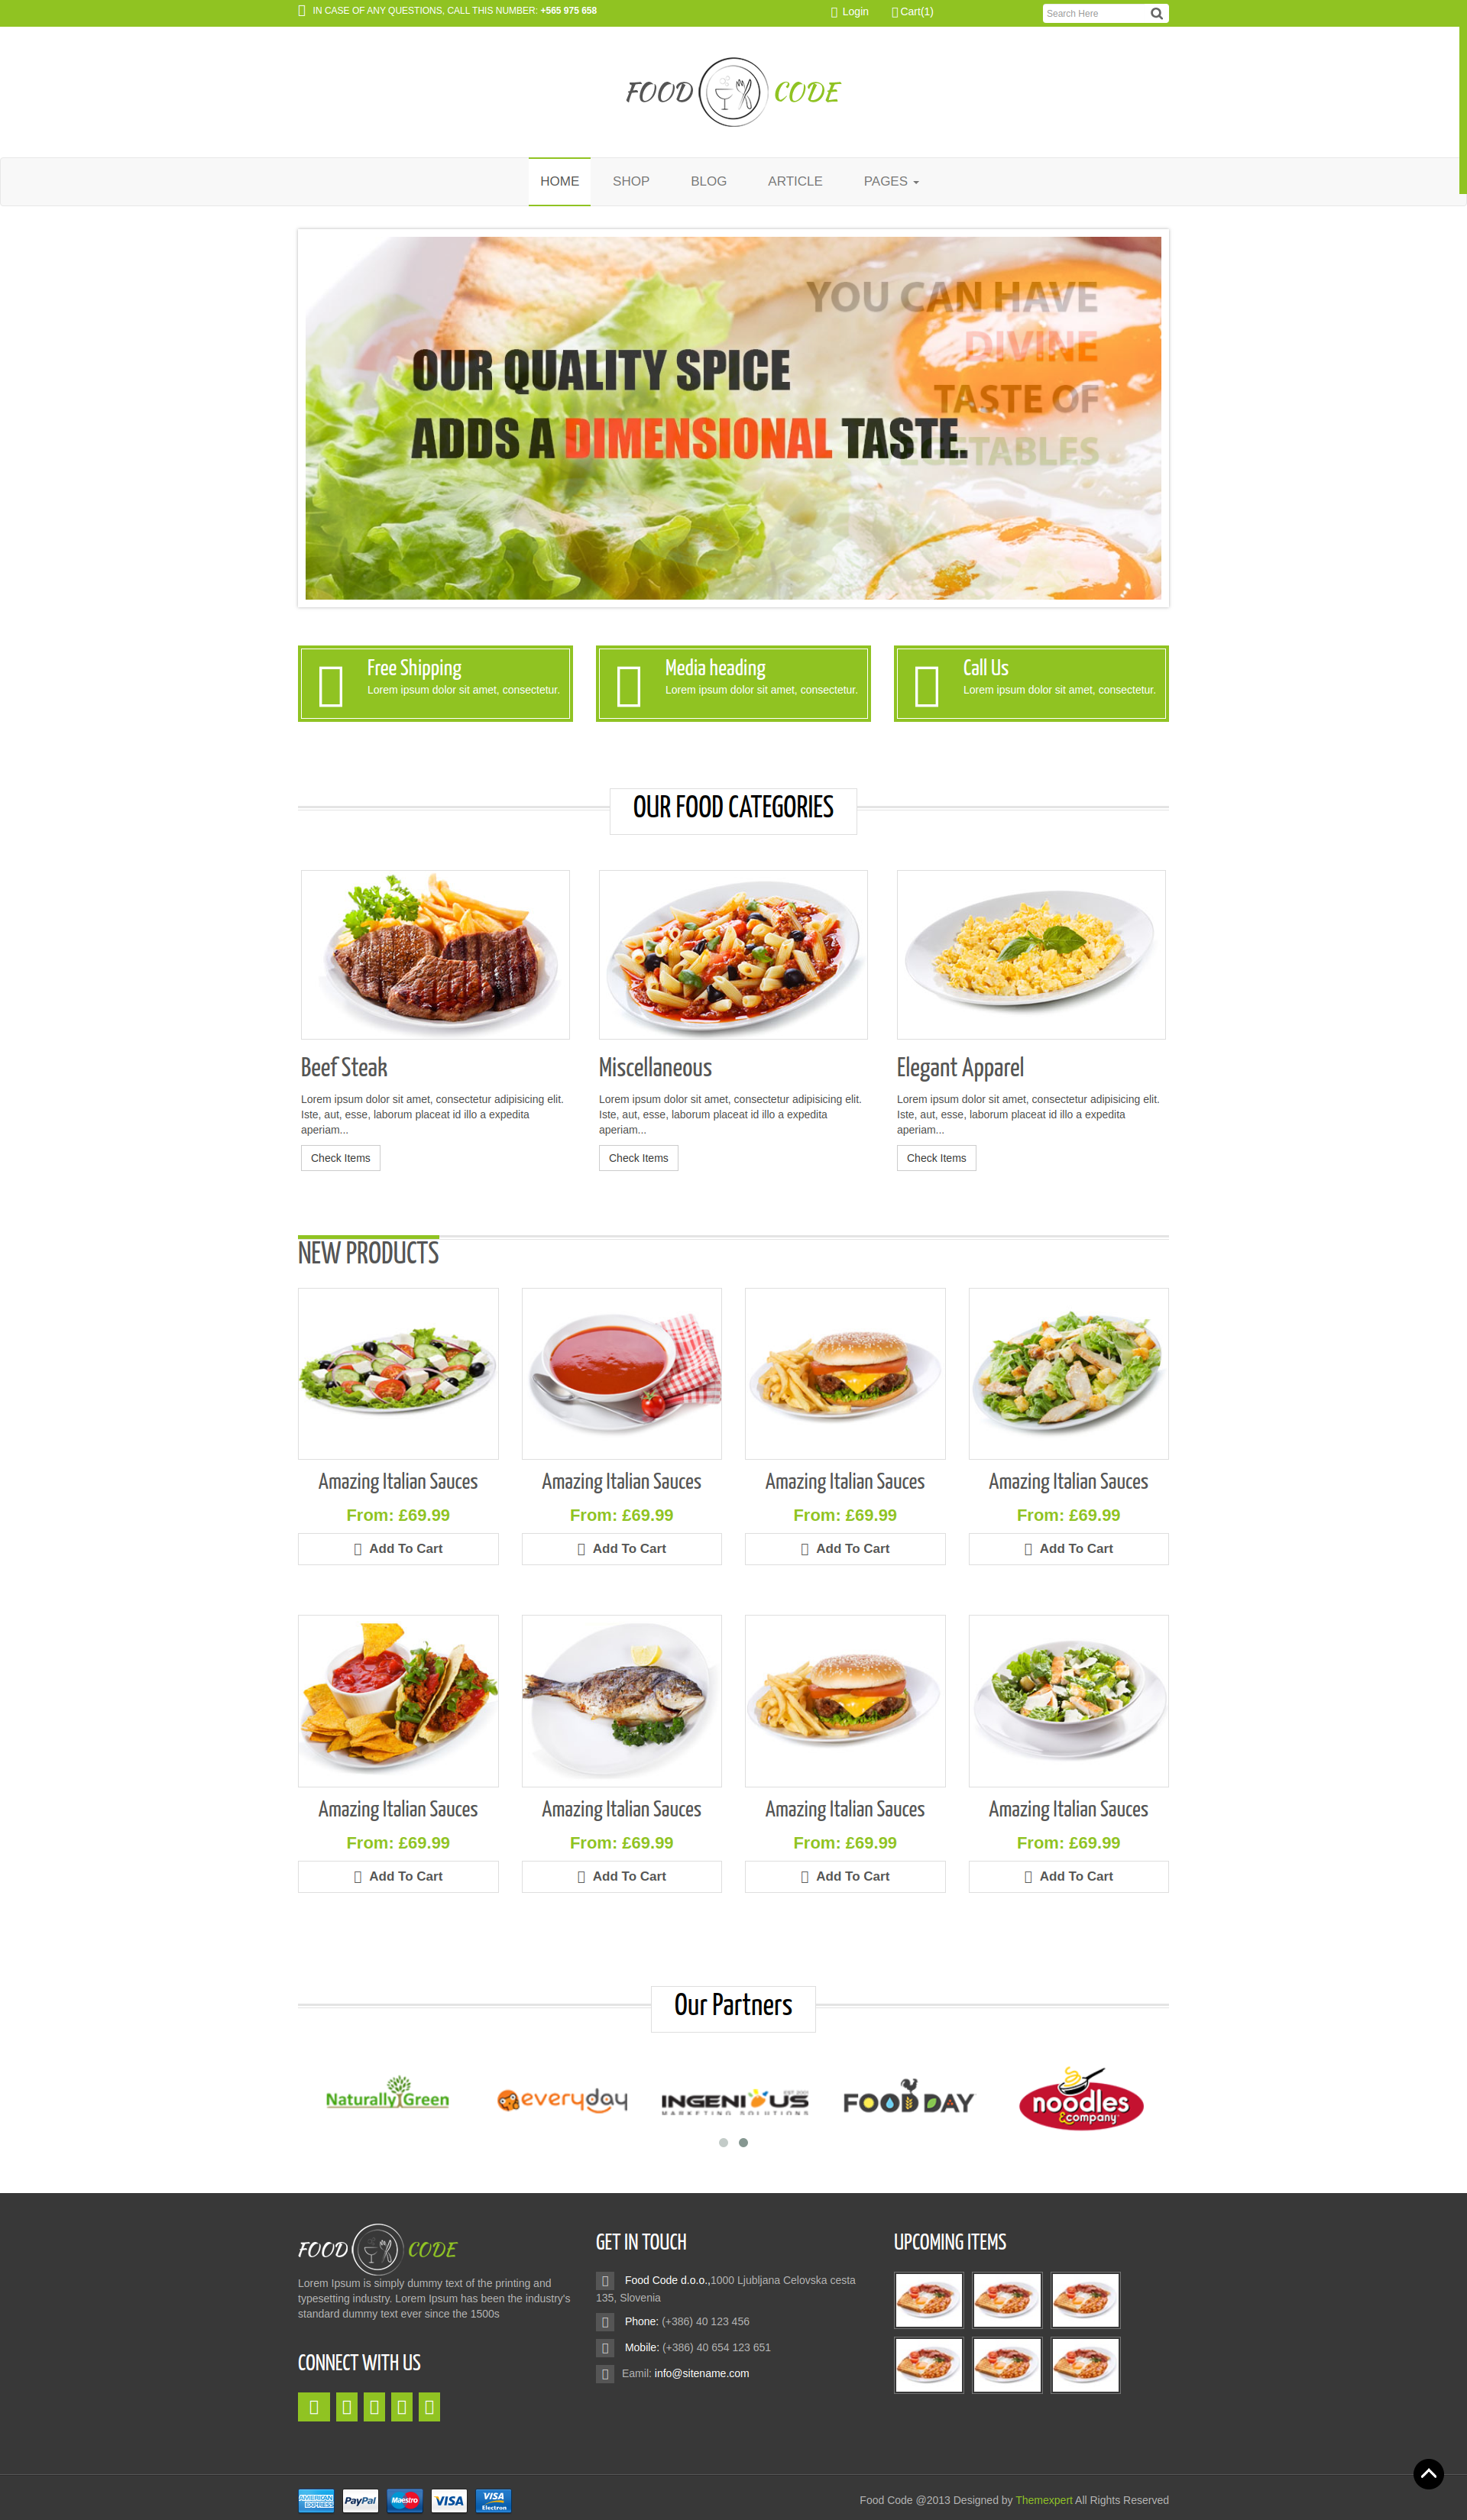 IN CASE OF ANY QUESTIONS, CALL THIS NUMBER: +565 975 658
Login
Cart(1)
Search Here
FOOD CODE
HOME
SHOP
BLOG
ARTICLE
PAGES
YOU CAN HAVE
DIVINE
TASTE OF
VEGETABLES
OUR QUALITY SPICE
ADDS A DIMENSIONAL TASTE.
Free Shipping
Lorem ipsum dolor sit amet, consectetur.
Media heading
Lorem ipsum dolor sit amet, consectetur.
Call Us
Lorem ipsum dolor sit amet, consectetur.
OUR FOOD CATEGORIES
Beef Steak
Lorem ipsum dolor sit amet, consectetur adipisicing elit.
Iste, aut, esse, laborum placeat id illo a expedita
aperiam...
Check Items
Miscellaneous
Lorem ipsum dolor sit amet, consectetur adipisicing elit.
Iste, aut, esse, laborum placeat id illo a expedita
aperiam...
Check Items
Elegant Apparel
Lorem ipsum dolor sit amet, consectetur adipisicing elit.
Iste, aut, esse, laborum placeat id illo a expedita
aperiam...
Check Items
NEW PRODUCTS
Amazing Italian Sauces
From: £69.99
Add To Cart
Amazing Italian Sauces
From: £69.99
Add To Cart
Amazing Italian Sauces
From: £69.99
Add To Cart
Amazing Italian Sauces
From: £69.99
Add To Cart
Amazing Italian Sauces
From: £69.99
Add To Cart
Amazing Italian Sauces
From: £69.99
Add To Cart
Amazing Italian Sauces
From: £69.99
Add To Cart
Amazing Italian Sauces
From: £69.99
Add To Cart
Our Partners
Naturally Green
everyday
INGENIUS
MARKETING SOLUTIONS
FOOD DAY
noodles
&company
FOOD CODE
Lorem Ipsum is simply dummy text of the printing and
typesetting industry. Lorem Ipsum has been the industry's
standard dummy text ever since the 1500s
CONNECT WITH US
GET IN TOUCH
Food Code d.o.o.,1000 Ljubljana Celovska cesta
135, Slovenia
Phone: (+386) 40 123 456
Mobile: (+386) 40 654 123 651
Eamil: info@sitename.com
UPCOMING ITEMS
AMERICAN
EXPRESS
PayPal
Maestro
VISA
VISA
Electron
Food Code @2013 Designed by Themexpert All Rights Reserved